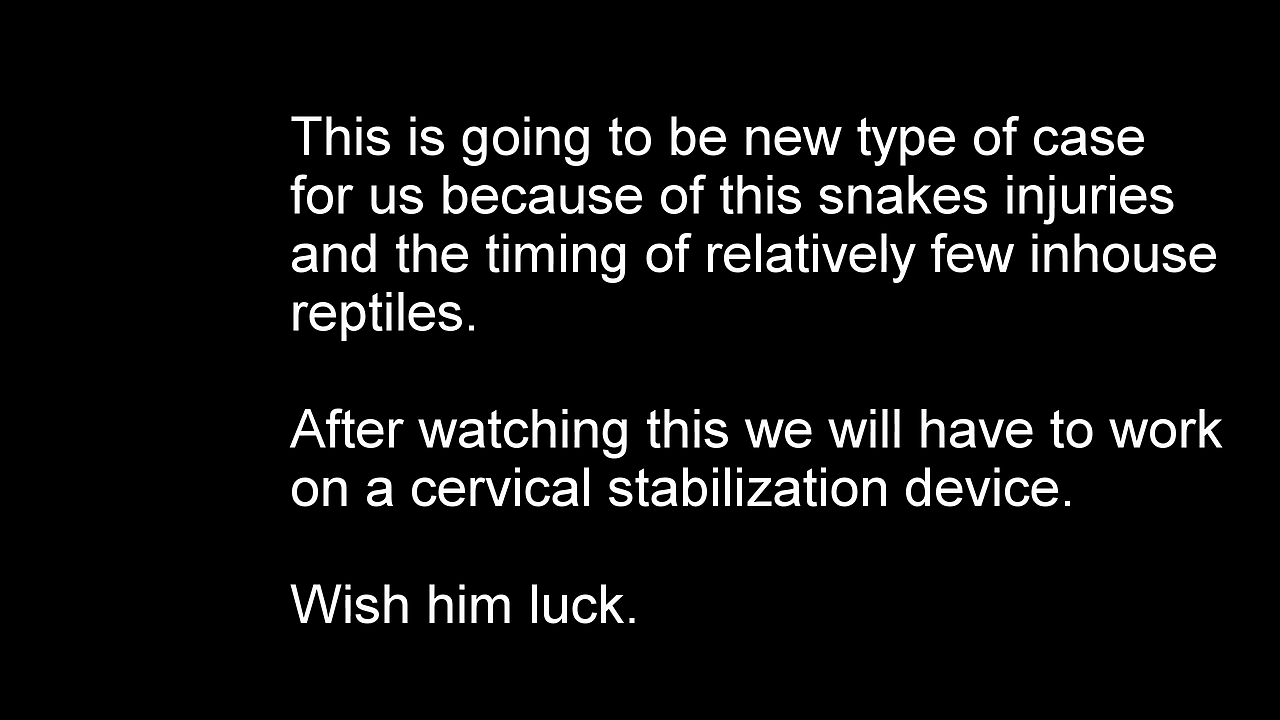 This is going to be new type of case
for us because of this snakes injuries
and the timing of relatively few inhouse
reptiles.
After watching this we will have to work
on a cervical stabilization device.
Wish him luck.